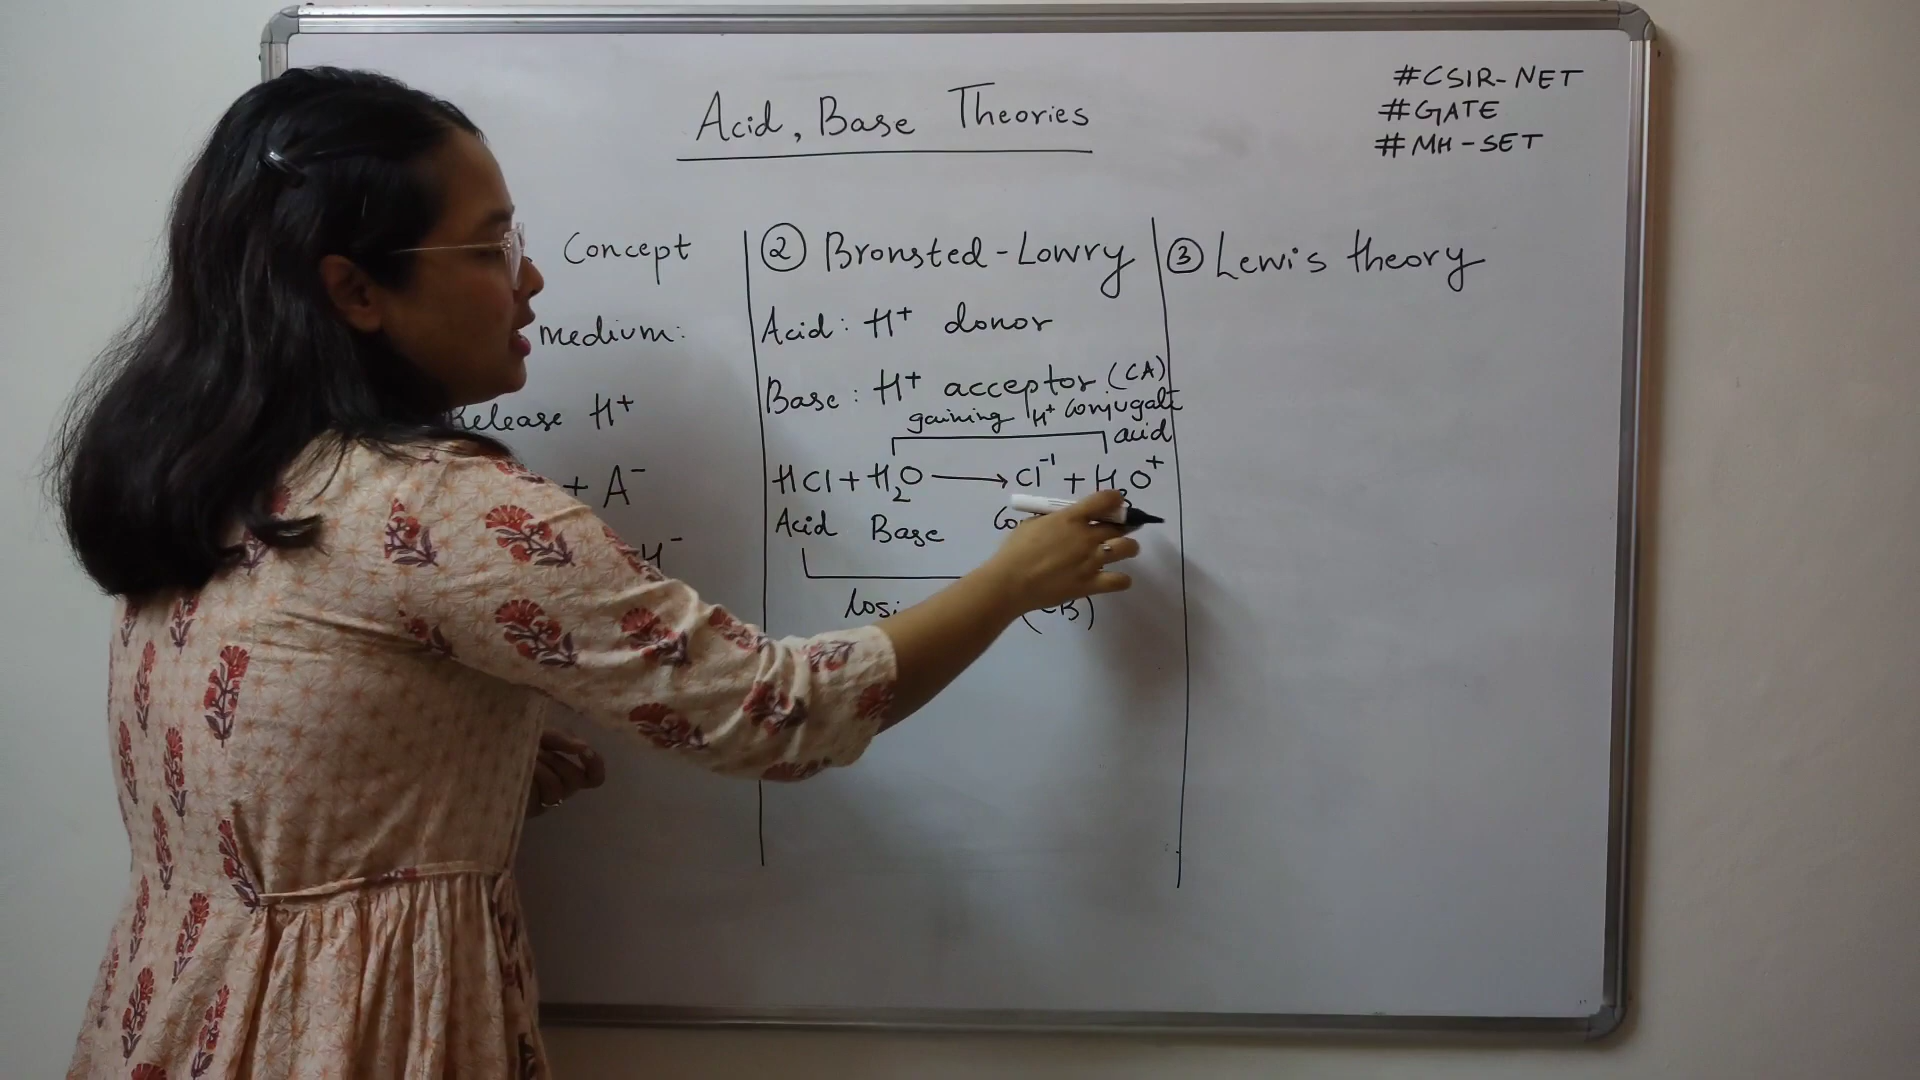 Acid, Base Theories
#CSIR-NET
#GATE
#MH-SET
Concept
medium:
Release H⁺
+ A⁻
H⁻
② Bronsted-Lowry
Acid: H⁺ donor
Base: H⁺ acceptor (CA)
gaining H⁺ Conjugate
acid
HCl + H₂O → Cl⁻¹ + H₃O⁺
Acid Base
③ Lewis theory